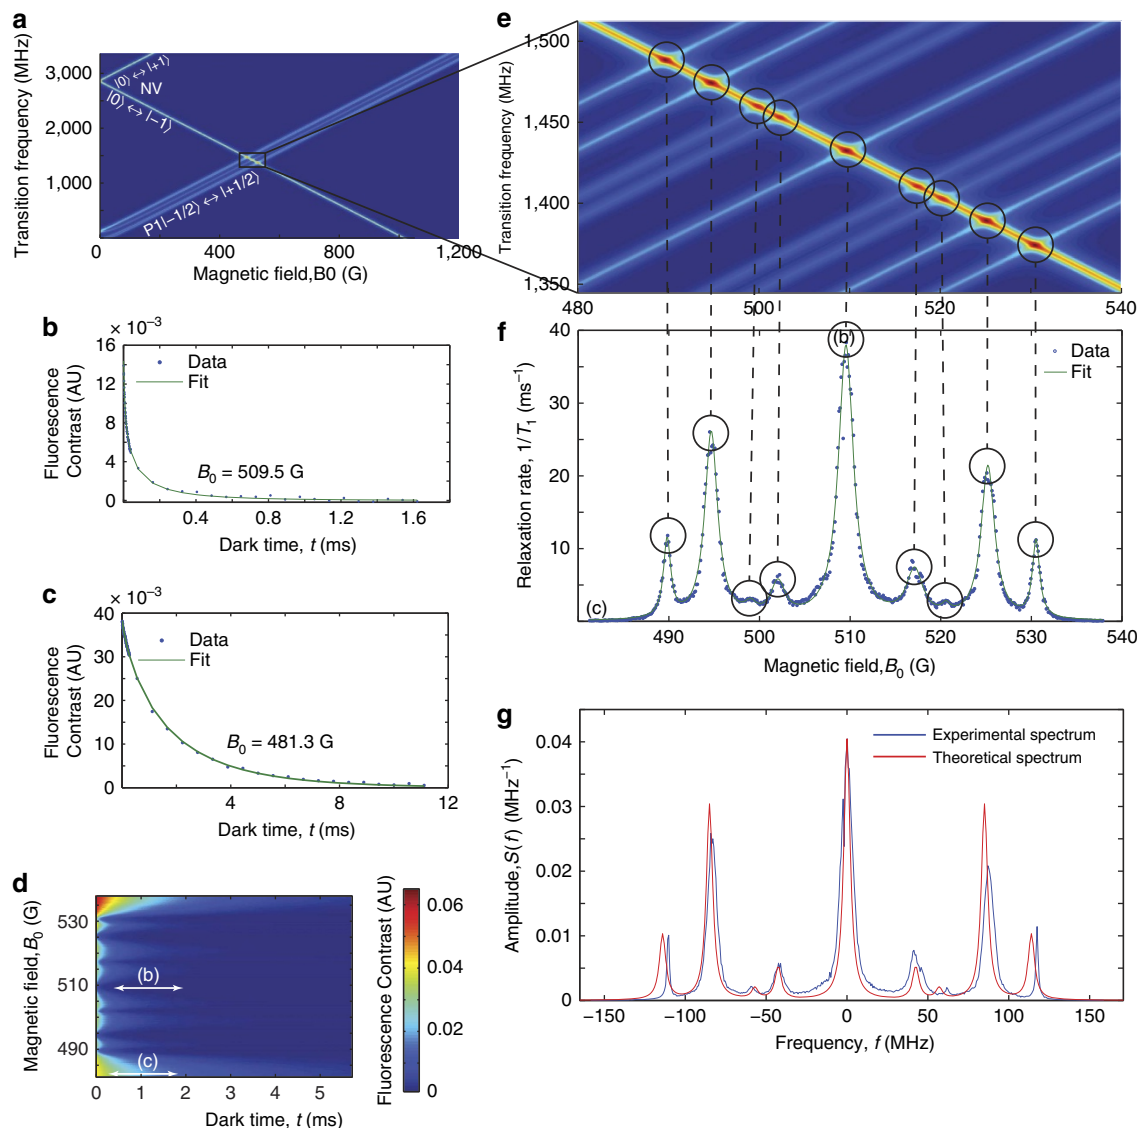 a
Transition frequency (MHz)
3,000
2,000
1,000
|0⟩ ↔ |+1⟩
NV
|0⟩ ↔ |−1⟩
P1|−1/2⟩ ↔ |+1/2⟩
0
400
800
1,200
Magnetic field,B0 (G)
e
Transition frequency (MHz)
1,500
1,450
1,400
1,350
480
500
520
540
b
× 10⁻³
Fluorescence
Contrast (AU)
16
12
8
4
0
Data
Fit
B₀ = 509.5 G
0.4
0.8
1.2
1.6
Dark time, t (ms)
c
× 10⁻³
Fluorescence
Contrast (AU)
40
30
20
10
0
Data
Fit
B₀ = 481.3 G
4
8
12
Dark time, t (ms)
f
Relaxation rate, 1/T₁ (ms⁻¹)
40
30
20
10
(b)
(c)
Data
Fit
490
500
510
520
530
540
Magnetic field,B₀ (G)
d
Magnetic field,B₀ (G)
530
510
490
(b)
(c)
0
1
2
3
4
5
Dark time, t (ms)
Fluorescence Contrast (AU)
0.06
0.04
0.02
0
g
Amplitude,S(f) (MHz⁻¹)
0.04
0.03
0.02
0.01
0
Experimental spectrum
Theoretical spectrum
−150
−100
−50
0
50
100
150
Frequency, f (MHz)